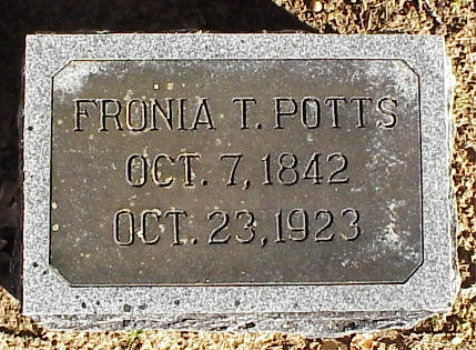 FRONIA T. POTTS
OCT. 7, 1842
OCT. 23, 1923